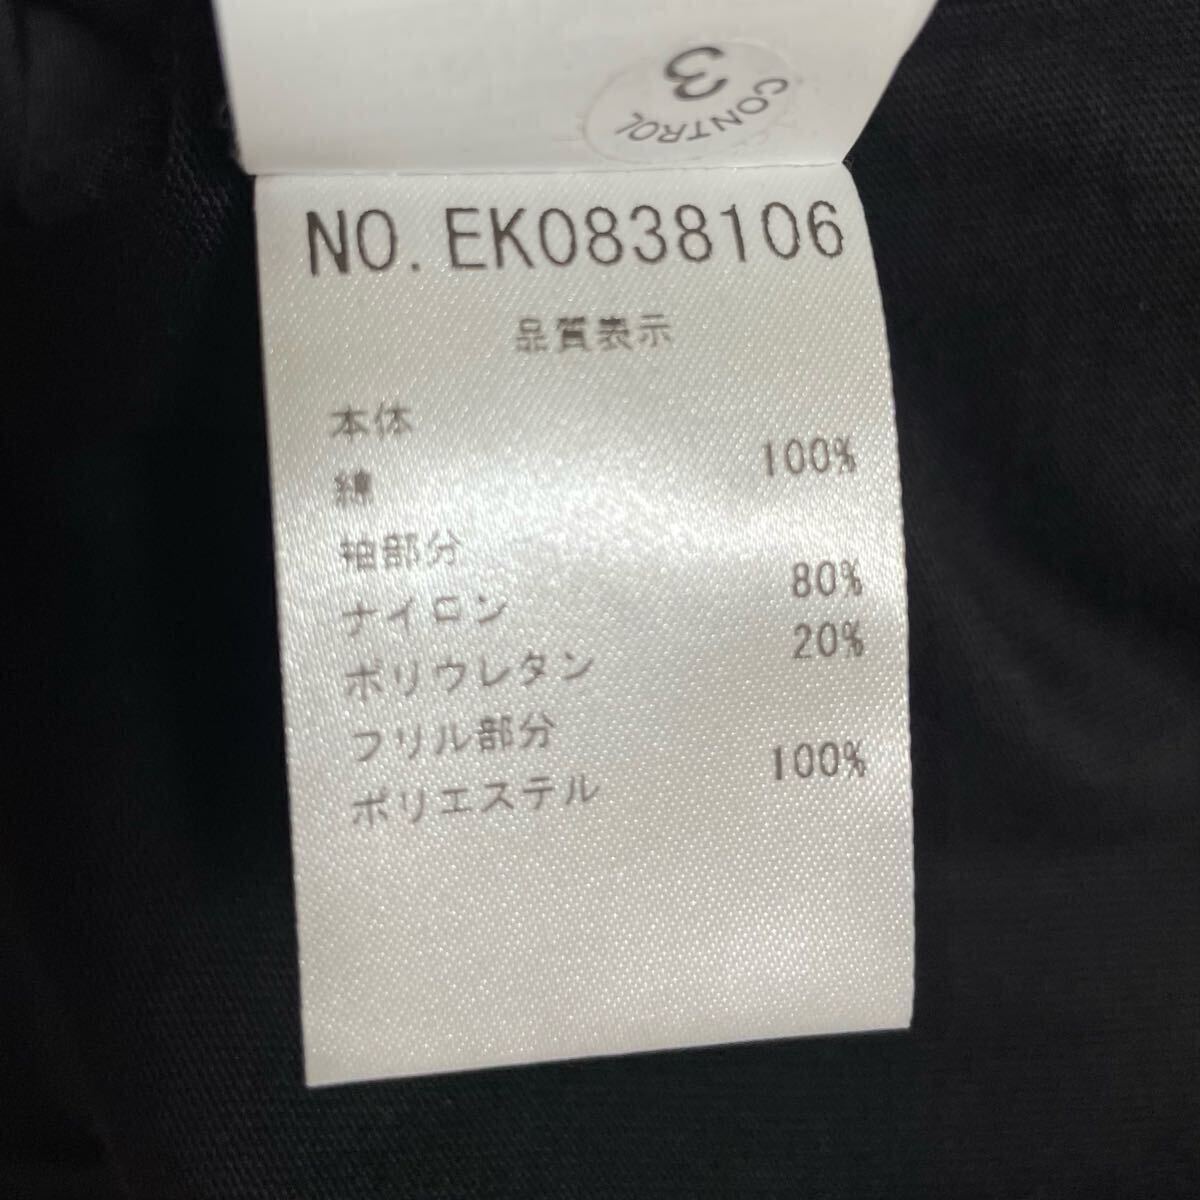 3
CONTROL
NO. EK0838106
品質表示
本体
綿 100%
袖部分
ナイロン 80%
ポリウレタン 20%
フリル部分
ポリエステル 100%